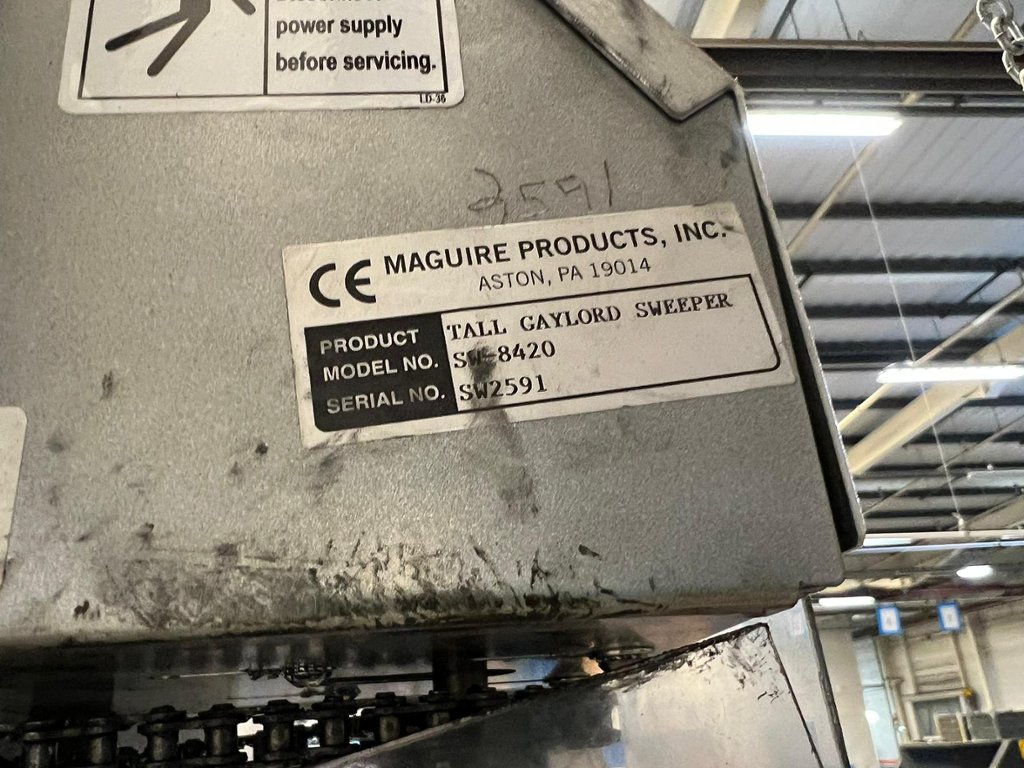 power supply
before servicing.
LD-36
2591
CE MAGUIRE PRODUCTS, INC.
ASTON, PA 19014
PRODUCT TALL GAYLORD SWEEPER
MODEL NO. SW-8420
SERIAL NO. SW2591